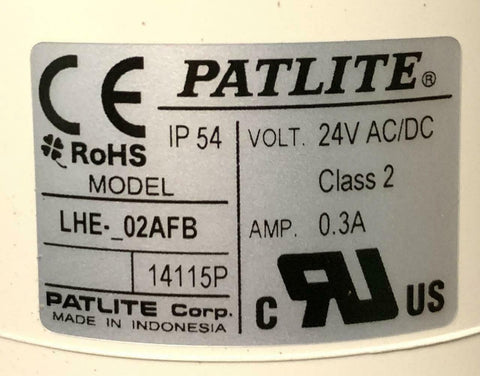 CE PATLITE®
RoHS IP 54
MODEL
LHE-_02AFB
14115P
PATLITE Corp.
MADE IN INDONESIA
VOLT. 24V AC/DC
Class 2
AMP. 0.3A
C RU US